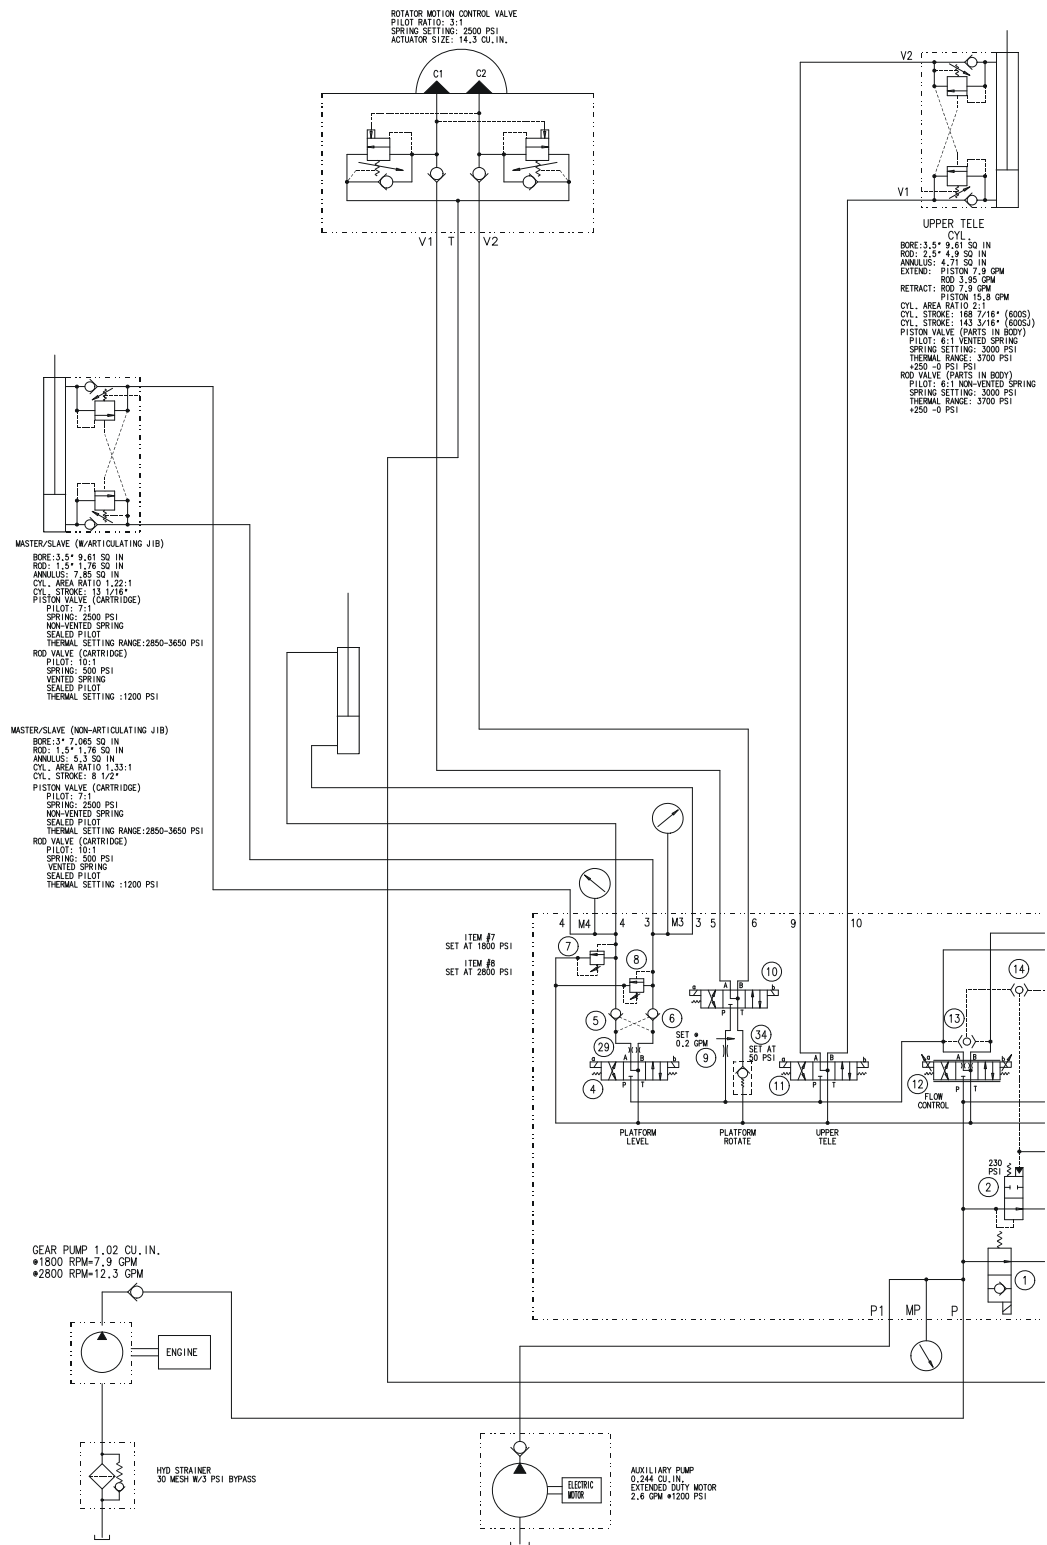 ROTATOR MOTION CONTROL VALVE
PILOT RATIO: 3:1
SPRING SETTING: 2500 PSI
ACTUATOR SIZE: 14.3 CU.IN.
C1
C2
V1
T
V2
V2
V1
UPPER TELE
CYL.
BORE:3.5" 9.61 SQ IN
ROD: 2.5" 4.9 SQ IN
ANNULUS: 4.71 SQ IN
EXTEND: PISTON 7.9 GPM
ROD 3.95 GPM
RETRACT: ROD 7.9 GPM
PISTON 15.8 GPM
CYL. AREA RATIO 2:1
CYL. STROKE: 168 7/16" (600S)
CYL. STROKE: 143 3/16" (600SJ)
PISTON VALVE (PARTS IN BODY)
PILOT: 6:1 VENTED SPRING
SPRING SETTING: 3000 PSI
THERMAL RANGE: 3700 PSI
+250 -0 PSI PSI
ROD VALVE (PARTS IN BODY)
PILOT: 6:1 NON-VENTED SPRING
SPRING SETTING: 3000 PSI
THERMAL RANGE: 3700 PSI
+250 -0 PSI
MASTER/SLAVE (W/ARTICULATING JIB)
BORE:3.5" 9.61 SQ IN
ROD: 1.5" 1.76 SQ IN
ANNULUS: 7.85 SQ IN
CYL. AREA RATIO 1.22:1
CYL. STROKE: 13 1/16"
PISTON VALVE (CARTRIDGE)
PILOT: 7:1
SPRING: 2500 PSI
NON-VENTED SPRING
SEALED PILOT
THERMAL SETTING RANGE:2850-3650 PSI
ROD VALVE (CARTRIDGE)
PILOT: 10:1
SPRING: 500 PSI
VENTED SPRING
SEALED PILOT
THERMAL SETTING :1200 PSI
MASTER/SLAVE (NON-ARTICULATING JIB)
BORE:3" 7.065 SQ IN
ROD: 1.5" 1.76 SQ IN
ANNULUS: 5.3 SQ IN
CYL. AREA RATIO 1.33:1
CYL. STROKE: 8 1/2"
PISTON VALVE (CARTRIDGE)
PILOT: 7:1
SPRING: 2500 PSI
NON-VENTED SPRING
SEALED PILOT
THERMAL SETTING RANGE:2850-3650 PSI
ROD VALVE (CARTRIDGE)
PILOT: 10:1
SPRING: 500 PSI
VENTED SPRING
SEALED PILOT
THERMAL SETTING :1200 PSI
4 M4 4 3 M3 3 5 6 9 10
ITEM #7
SET AT 1800 PSI
ITEM #8
SET AT 2800 PSI
7
8
10
14
5
6
SET @
0.2 GPM
9
34
SET AT
50 PSI
13
29
a A B b
P T
a A B b
P T
a A B b
P T
a A B b
P T
4
11
12
FLOW
CONTROL
PLATFORM
LEVEL
PLATFORM
ROTATE
UPPER
TELE
230
PSI
2
1
P1 MP P
GEAR PUMP 1.02 CU.IN.
@1800 RPM=7.9 GPM
@2800 RPM=12.3 GPM
ENGINE
HYD STRAINER
30 MESH W/3 PSI BYPASS
ELECTRIC
MOTOR
AUXILIARY PUMP
0.244 CU.IN.
EXTENDED DUTY MOTOR
2.6 GPM @1200 PSI